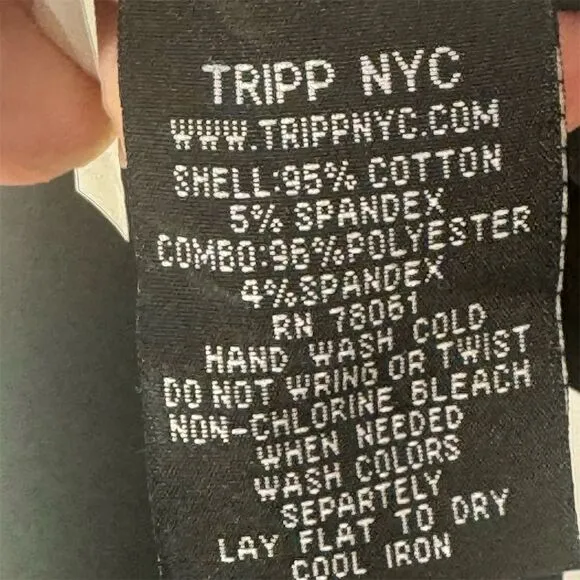 TRIPP NYC
WWW.TRIPPNYC.COM
SHELL:95% COTTON
5% SPANDEX
COMBO:96%POLYESTER
4%SPANDEX
RN 78061
HAND WASH COLD
DO NOT WRING OR TWIST
NON-CHLORINE BLEACH
WHEN NEEDED
WASH COLORS
SEPARTELY
LAY FLAT TO DRY
COOL IRON